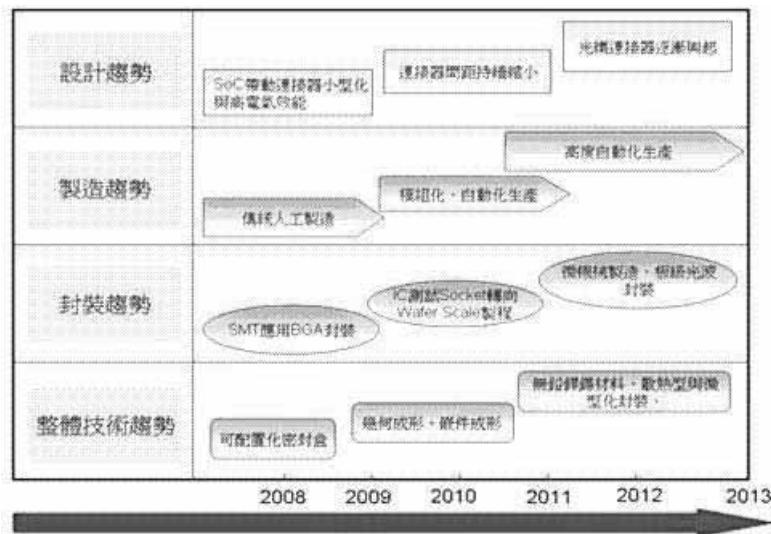 設計趨勢
SoC帶動連接器小型化
與高電氣效能
連接器間距持續縮小
光纖連接器逐漸興起
製造趨勢
傳統人工製造
模組化、自動化生產
高度自動化生產
封裝趨勢
SMT應用BGA封裝
IC測試Socket轉向
Wafer Scale製程
微機械製造、極級光波
封裝
整體技術趨勢
可配置化密封盒
幾何成形、嵌件成形
無鉛銲錫材料、散熱型與微
型化封裝、
2008 2009 2010 2011 2012 2013